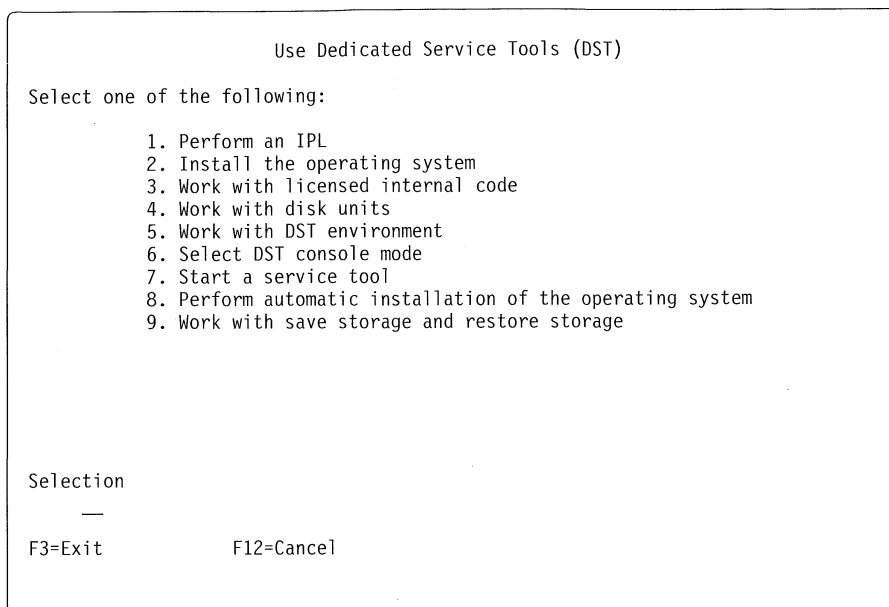 Use Dedicated Service Tools (DST)
Select one of the following:
1. Perform an IPL
2. Install the operating system
3. Work with licensed internal code
4. Work with disk units
5. Work with DST environment
6. Select DST console mode
7. Start a service tool
8. Perform automatic installation of the operating system
9. Work with save storage and restore storage
Selection
F3=Exit F12=Cancel